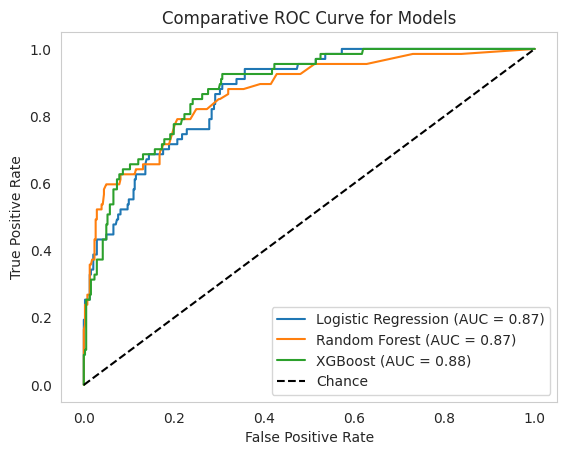 Comparative ROC Curve for Models
True Positive Rate
1.0
0.8
0.6
0.4
0.2
0.0
Logistic Regression (AUC = 0.87)
Random Forest (AUC = 0.87)
XGBoost (AUC = 0.88)
Chance
0.0 0.2 0.4 0.6 0.8 1.0
False Positive Rate